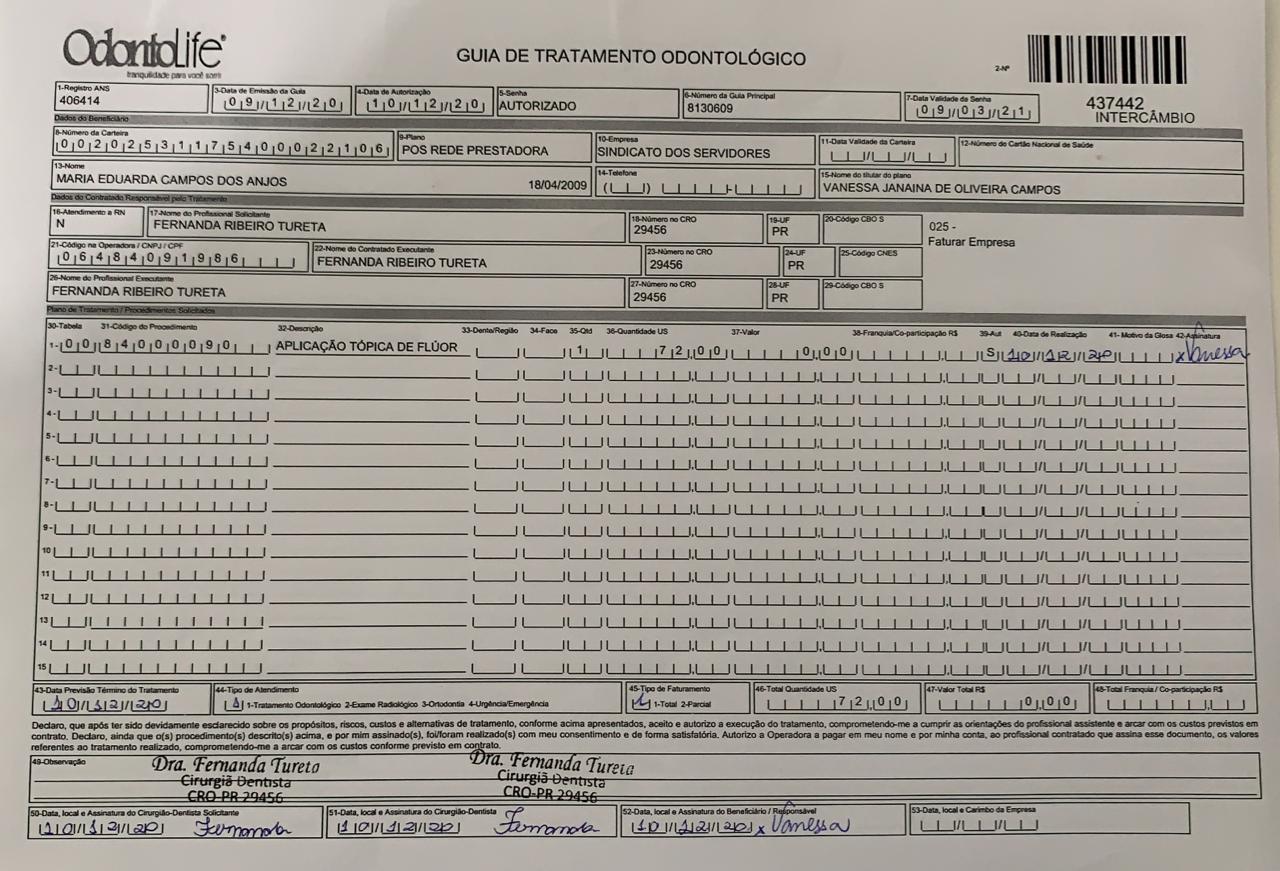 OdontoLife
tranquilidade para você sorrir
GUIA DE TRATAMENTO ODONTOLÓGICO
2-Nº
437442
INTERCÂMBIO
1-Registro ANS
406414
3-Data de Emissão da Guia
09/12/20
4-Data de Autorização
10/12/20
5-Senha
AUTORIZADO
6-Número da Guia Principal
8130609
7-Data Validade da Senha
09/03/21
Dados do Beneficiário
8-Número da Carteira
00202531175400022106
9-Plano
POS REDE PRESTADORA
10-Empresa
SINDICATO DOS SERVIDORES
11-Data Validade da Carteira
12-Número do Cartão Nacional de Saúde
13-Nome
MARIA EDUARDA CAMPOS DOS ANJOS 18/04/2009
14-Telefone
15-Nome do titular do plano
VANESSA JANAINA DE OLIVEIRA CAMPOS
Dados do Contratado Responsável pelo Tratamento
16-Atendimento a RN
N
17-Nome do Profissional Solicitante
FERNANDA RIBEIRO TURETA
18-Número no CRO
29456
19-UF
PR
20-Código CBO S
025 -
Faturar Empresa
21-Código na Operadora / CNPJ / CPF
06484091986
22-Nome do Contratado Executante
FERNANDA RIBEIRO TURETA
23-Número no CRO
29456
24-UF
PR
25-Código CNES
26-Nome do Profissional Executante
FERNANDA RIBEIRO TURETA
27-Número no CRO
29456
28-UF
PR
29-Código CBO S
Plano de Tratamento / Procedimentos Solicitados
30-Tabela 31-Código do Procedimento 32-Descrição 33-Dente/Região 34-Face 35-Qtd 36-Quantidade US 37-Valor 38-Franquia/Co-participação R$ 39-Aut 40-Data de Realização 41- Motivo da Glosa 42-Assinatura
1- 00 84000090 APLICAÇÃO TÓPICA DE FLÚOR 1 72,00 0,00 S 10/12/20 x Vanessa
2-
3-
4-
5-
6-
7-
8-
9-
10
11
12
13
14
15
43-Data Previsão Término do Tratamento
10/12/20
44-Tipo de Atendimento
1 1-Tratamento Odontológico 2-Exame Radiológico 3-Ortodontia 4-Urgência/Emergência
45-Tipo de Faturamento
1 1-Total 2-Parcial
46-Total Quantidade US
72,00
47-Valor Total R$
0,00
48-Total Franquia / Co-participação R$
Declaro, que após ter sido devidamente esclarecido sobre os propósitos, riscos, custos e alternativas de tratamento, conforme acima apresentados, aceito e autorizo a execução do tratamento, comprometendo-me a cumprir as orientações do profissional assistente e arcar com os custos previstos em
contrato. Declaro, ainda que o(s) procedimento(s) descrito(s) acima, e por mim assinado(s), foi/foram realizado(s) com meu consentimento e de forma satisfatória. Autorizo a Operadora a pagar em meu nome e por minha conta, ao profissional contratado que assina esse documento, os valores
referentes ao tratamento realizado, comprometendo-me a arcar com os custos conforme previsto em contrato.
49-Observação
Dra. Fernanda Tureta
Cirurgiã Dentista
CRO-PR 29456
Dra. Fernanda Tureta
Cirurgiã Dentista
CRO-PR 29456
50-Data, local e Assinatura do Cirurgião-Dentista Solicitante
10/12/20 Fernanda
51-Data, local e Assinatura do Cirurgião-Dentista
10/12/20 Fernanda
52-Data, local e Assinatura do Beneficiário / Responsável
10/12/20 x Vanessa
53-Data, local e Carimbo da Empresa